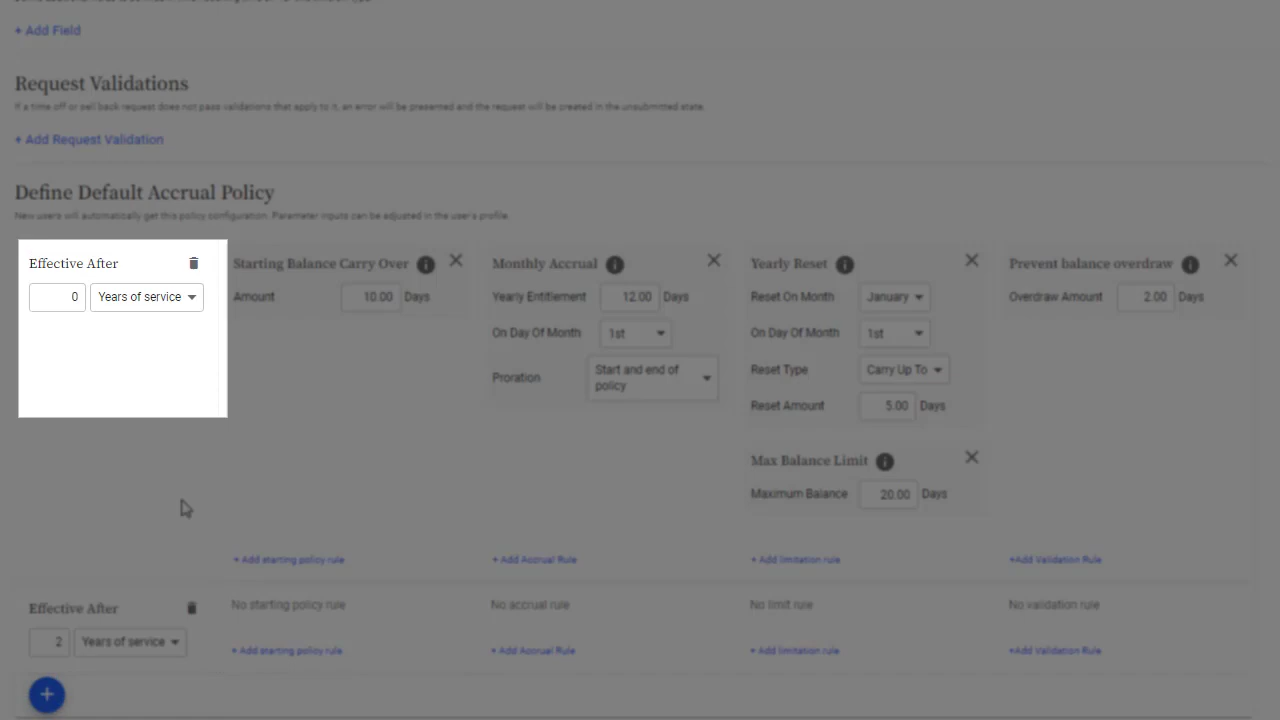 + Add Field
Request Validations
If a time off or sell back request does not pass validations that apply to it, an error will be presented and the request will be created in the unsubmitted state.
+ Add Request Validation
Define Default Accrual Policy
New users will automatically get this policy configuration. Parameter inputs can be adjusted in the user's profile.
Effective After
0 Years of service
Starting Balance Carry Over
Amount 10.00 Days
Monthly Accrual
Yearly Entitlement 12.00 Days
On Day Of Month 1st
Proration Start and end of
policy
Yearly Reset
Reset On Month January
On Day Of Month 1st
Reset Type Carry Up To
Reset Amount 5.00 Days
Max Balance Limit
Maximum Balance 20.00 Days
Prevent balance overdraw
Overdraw Amount 2.00 Days
+ Add starting policy rule
+ Add Accrual Rule
+ Add limitation rule
+Add Validation Rule
Effective After
2 Years of service
No starting policy rule
No accrual rule
No limit rule
No validation rule
+ Add starting policy rule
+ Add Accrual Rule
+ Add limitation rule
+Add Validation Rule